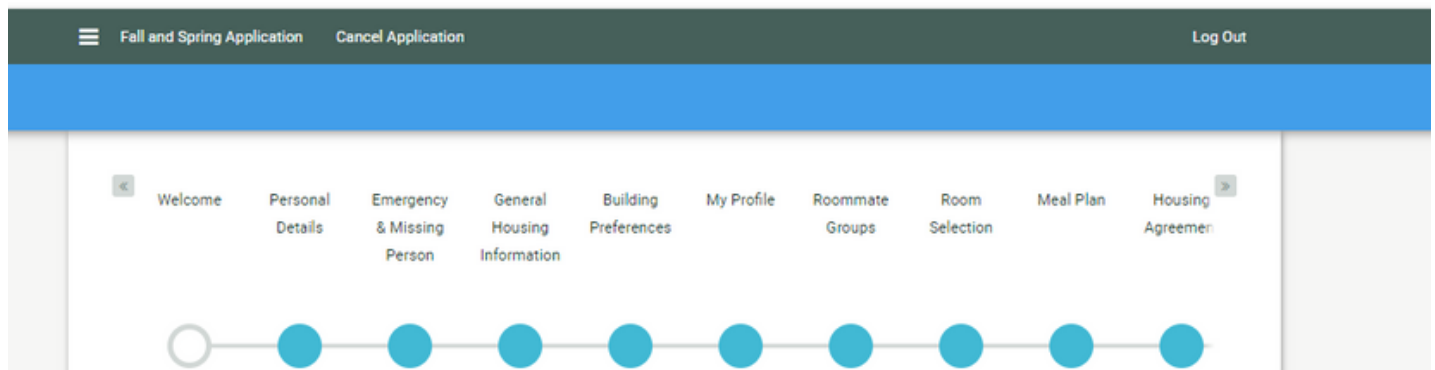 Fall and Spring Application Cancel Application Log Out
« Welcome Personal Emergency General Building My Profile Roommate Room Meal Plan Housing »
Details & Missing Housing Preferences Groups Selection Agreemen
Person Information